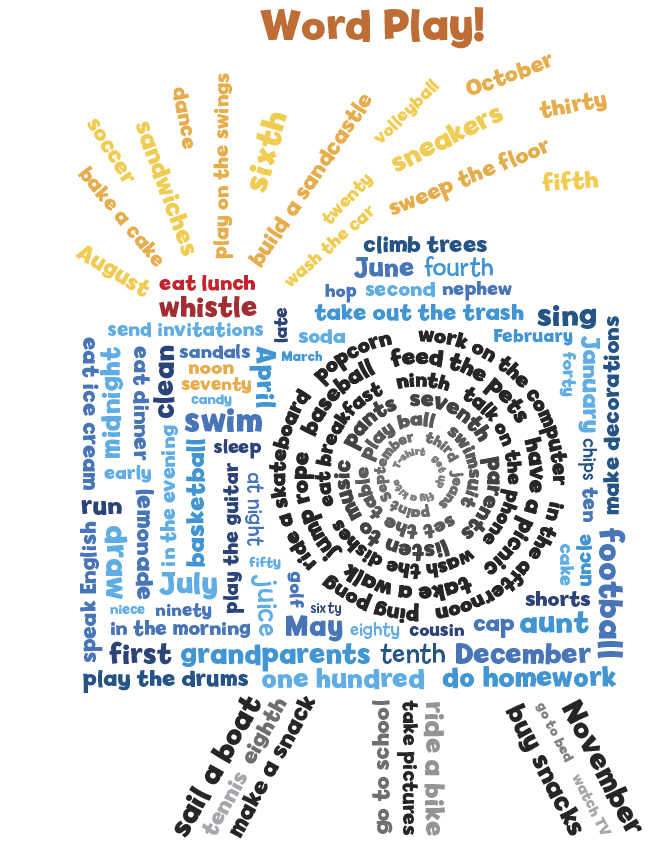 Word Play!
October
thirty
dance
play on the swings
sixth
build a sandcastle
volleyball
sneakers
soccer
sandwiches
sweep the floor
fifth
bake a cake
twenty
wash the car
August
climb trees
eat lunch
June
fourth
whistle
hop
second
nephew
send invitations
late
take out the trash
sing
soda
February
eat ice cream
midnight
eat dinner
clean
sandals
noon
seventy
candy
April
March
popcorn
work on the computer
forty
January
make decorations
swim
sleep
baseball
feed the pets
ninth
eat breakfast
pants
seventh
talk on the phone
have a picnic
in the afternoon
ride a skateboard
jump rope
play ball
swimsuit
parents
September
third
jeans
T-shirt
get up
fly a kite
paint
set the table
listen to music
wash the dishes
take a walk
ping pong
early
in the evening
basketball
play the guitar
at night
chips
ten
run
speak English
draw
lemonade
fifty
football
uncle
cake
July
juice
golf
shorts
niece
ninety
sixty
in the morning
May
eighty
cousin
cap
aunt
first
grandparents
tenth
December
play the drums
one hundred
do homework
sail a boat
tennis
eighth
make a snack
go to school
take pictures
ride a bike
buy snacks
go to bed
November
watch TV